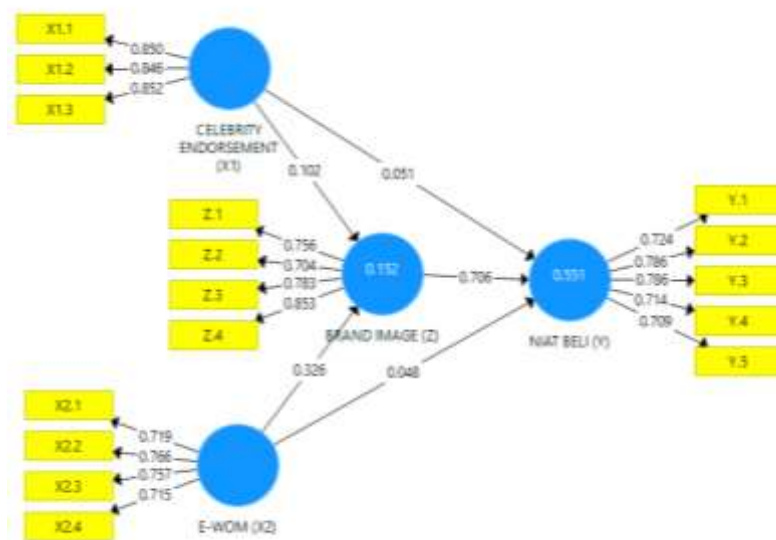 X1.1
X1.2
X1.3
0.850
0.846
0.852
CELEBRITY
ENDORSEMENT
(X1)
0.102
0.051
Z.1
Z.2
Z.3
Z.4
0.756
0.704
0.783
0.853
BRAND IMAGE (Z)
0.706
0.551
NIAT BELI (Y)
Y.1
Y.2
Y.3
Y.4
Y.5
0.724
0.786
0.786
0.714
0.709
0.326
0.048
X2.1
X2.2
X2.3
X2.4
0.719
0.766
0.757
0.715
E-WOM (X2)